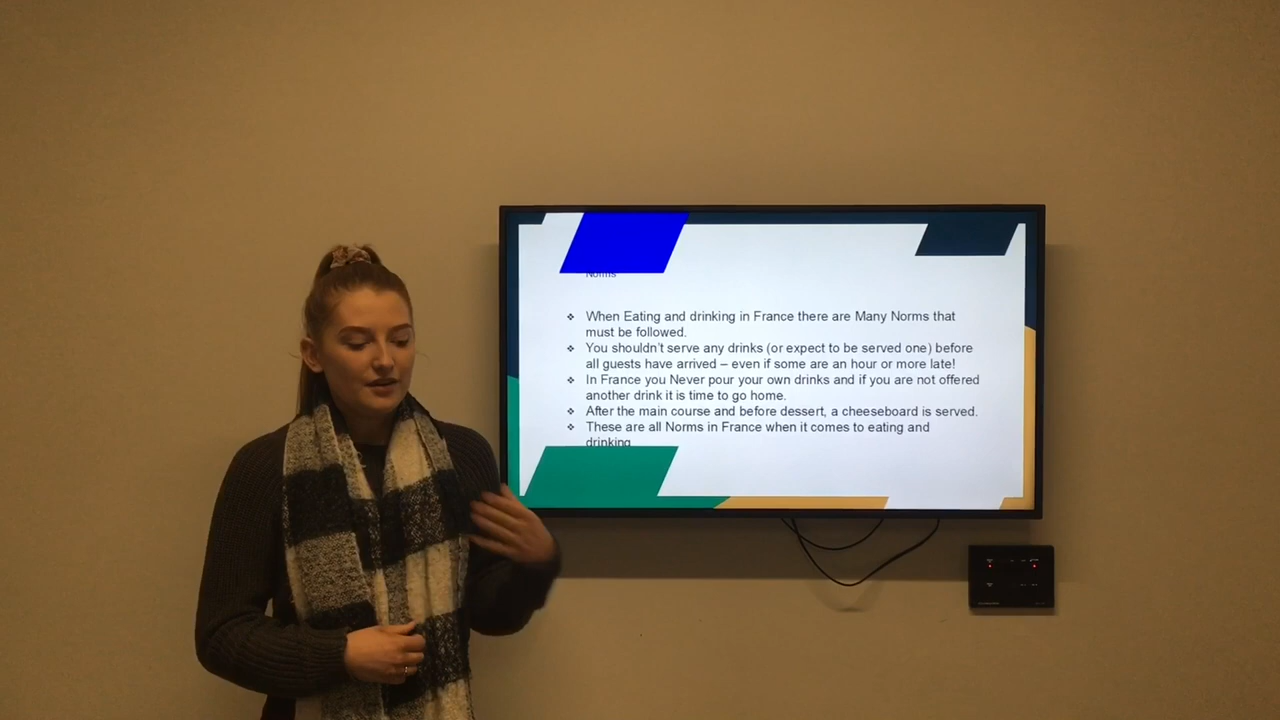 Norms
❖ When Eating and drinking in France there are Many Norms that
must be followed.
❖ You shouldn't serve any drinks (or expect to be served one) before
all guests have arrived – even if some are an hour or more late!
❖ In France you Never pour your own drinks and if you are not offered
another drink it is time to go home.
❖ After the main course and before dessert, a cheeseboard is served.
❖ These are all Norms in France when it comes to eating and
drinking